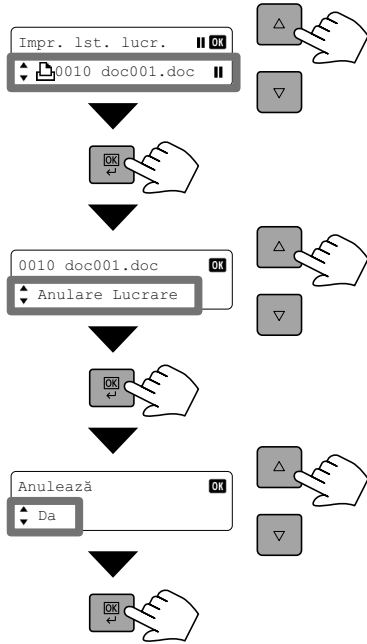 Impr. lst. lucr. OK
0010 doc001.doc
OK
0010 doc001.doc OK
Anulare Lucrare
OK
Anulează OK
Da
OK